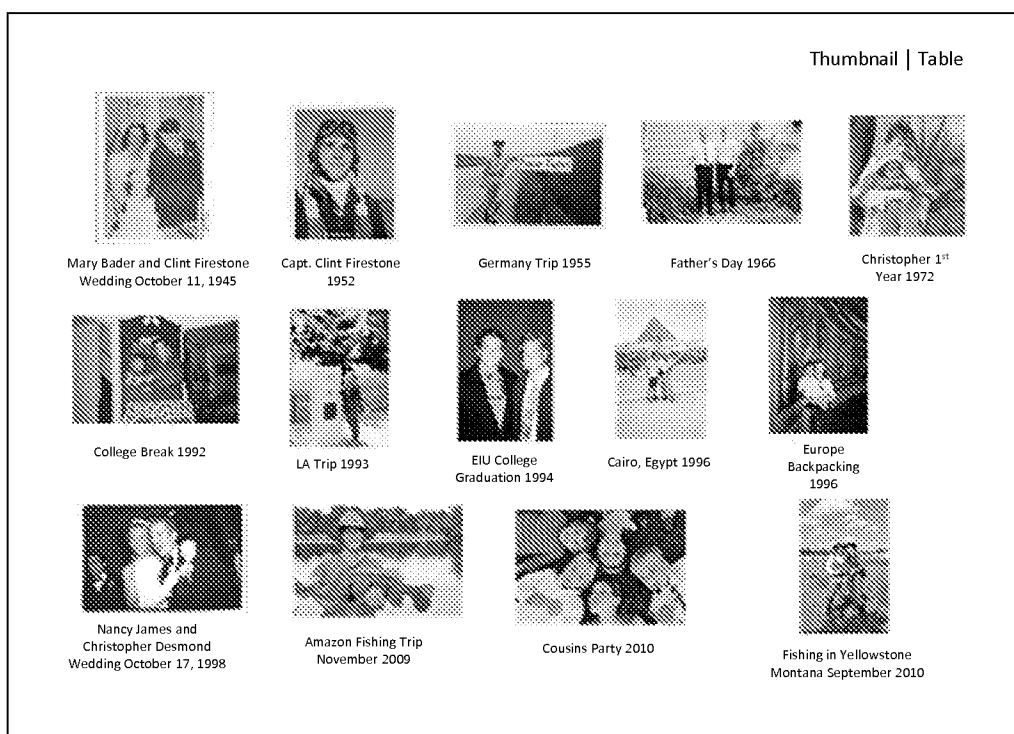 Thumbnail | Table
Mary Bader and Clint Firestone
Wedding October 11, 1945
Capt. Clint Firestone
1952
Germany Trip 1955
Father's Day 1966
Christopher 1st
Year 1972
College Break 1992
LA Trip 1993
EIU College
Graduation 1994
Cairo, Egypt 1996
Europe
Backpacking
1996
Nancy James and
Christopher Desmond
Wedding October 17, 1998
Amazon Fishing Trip
November 2009
Cousins Party 2010
Fishing in Yellowstone
Montana September 2010